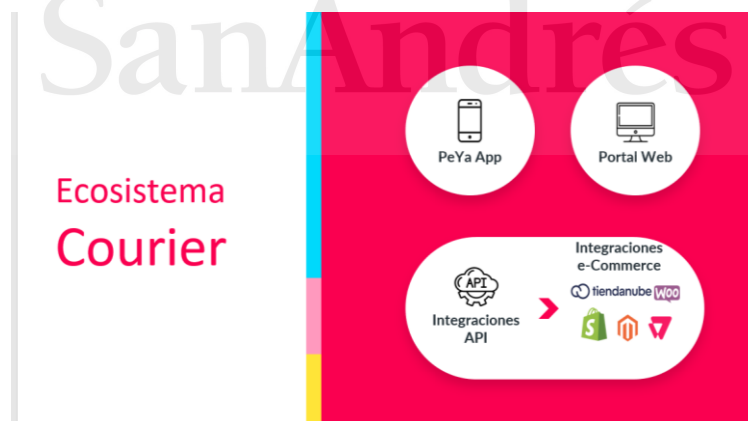 SanAndrés
Ecosistema
Courier
PeYa App
Portal Web
API
Integraciones
API
Integraciones
e-Commerce
tiendanube Woo
S